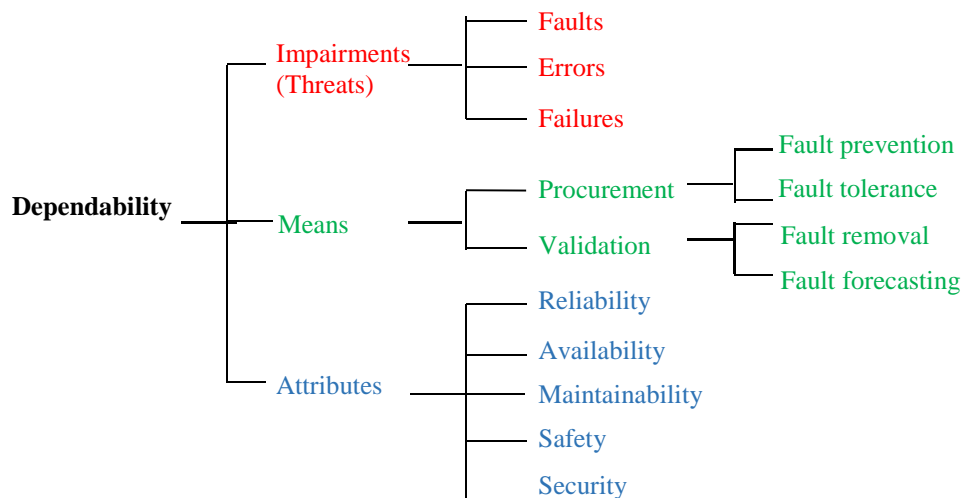 Dependability
Impairments
(Threats)
Faults
Errors
Failures
Means
Procurement
Fault prevention
Fault tolerance
Validation
Fault removal
Fault forecasting
Attributes
Reliability
Availability
Maintainability
Safety
Security